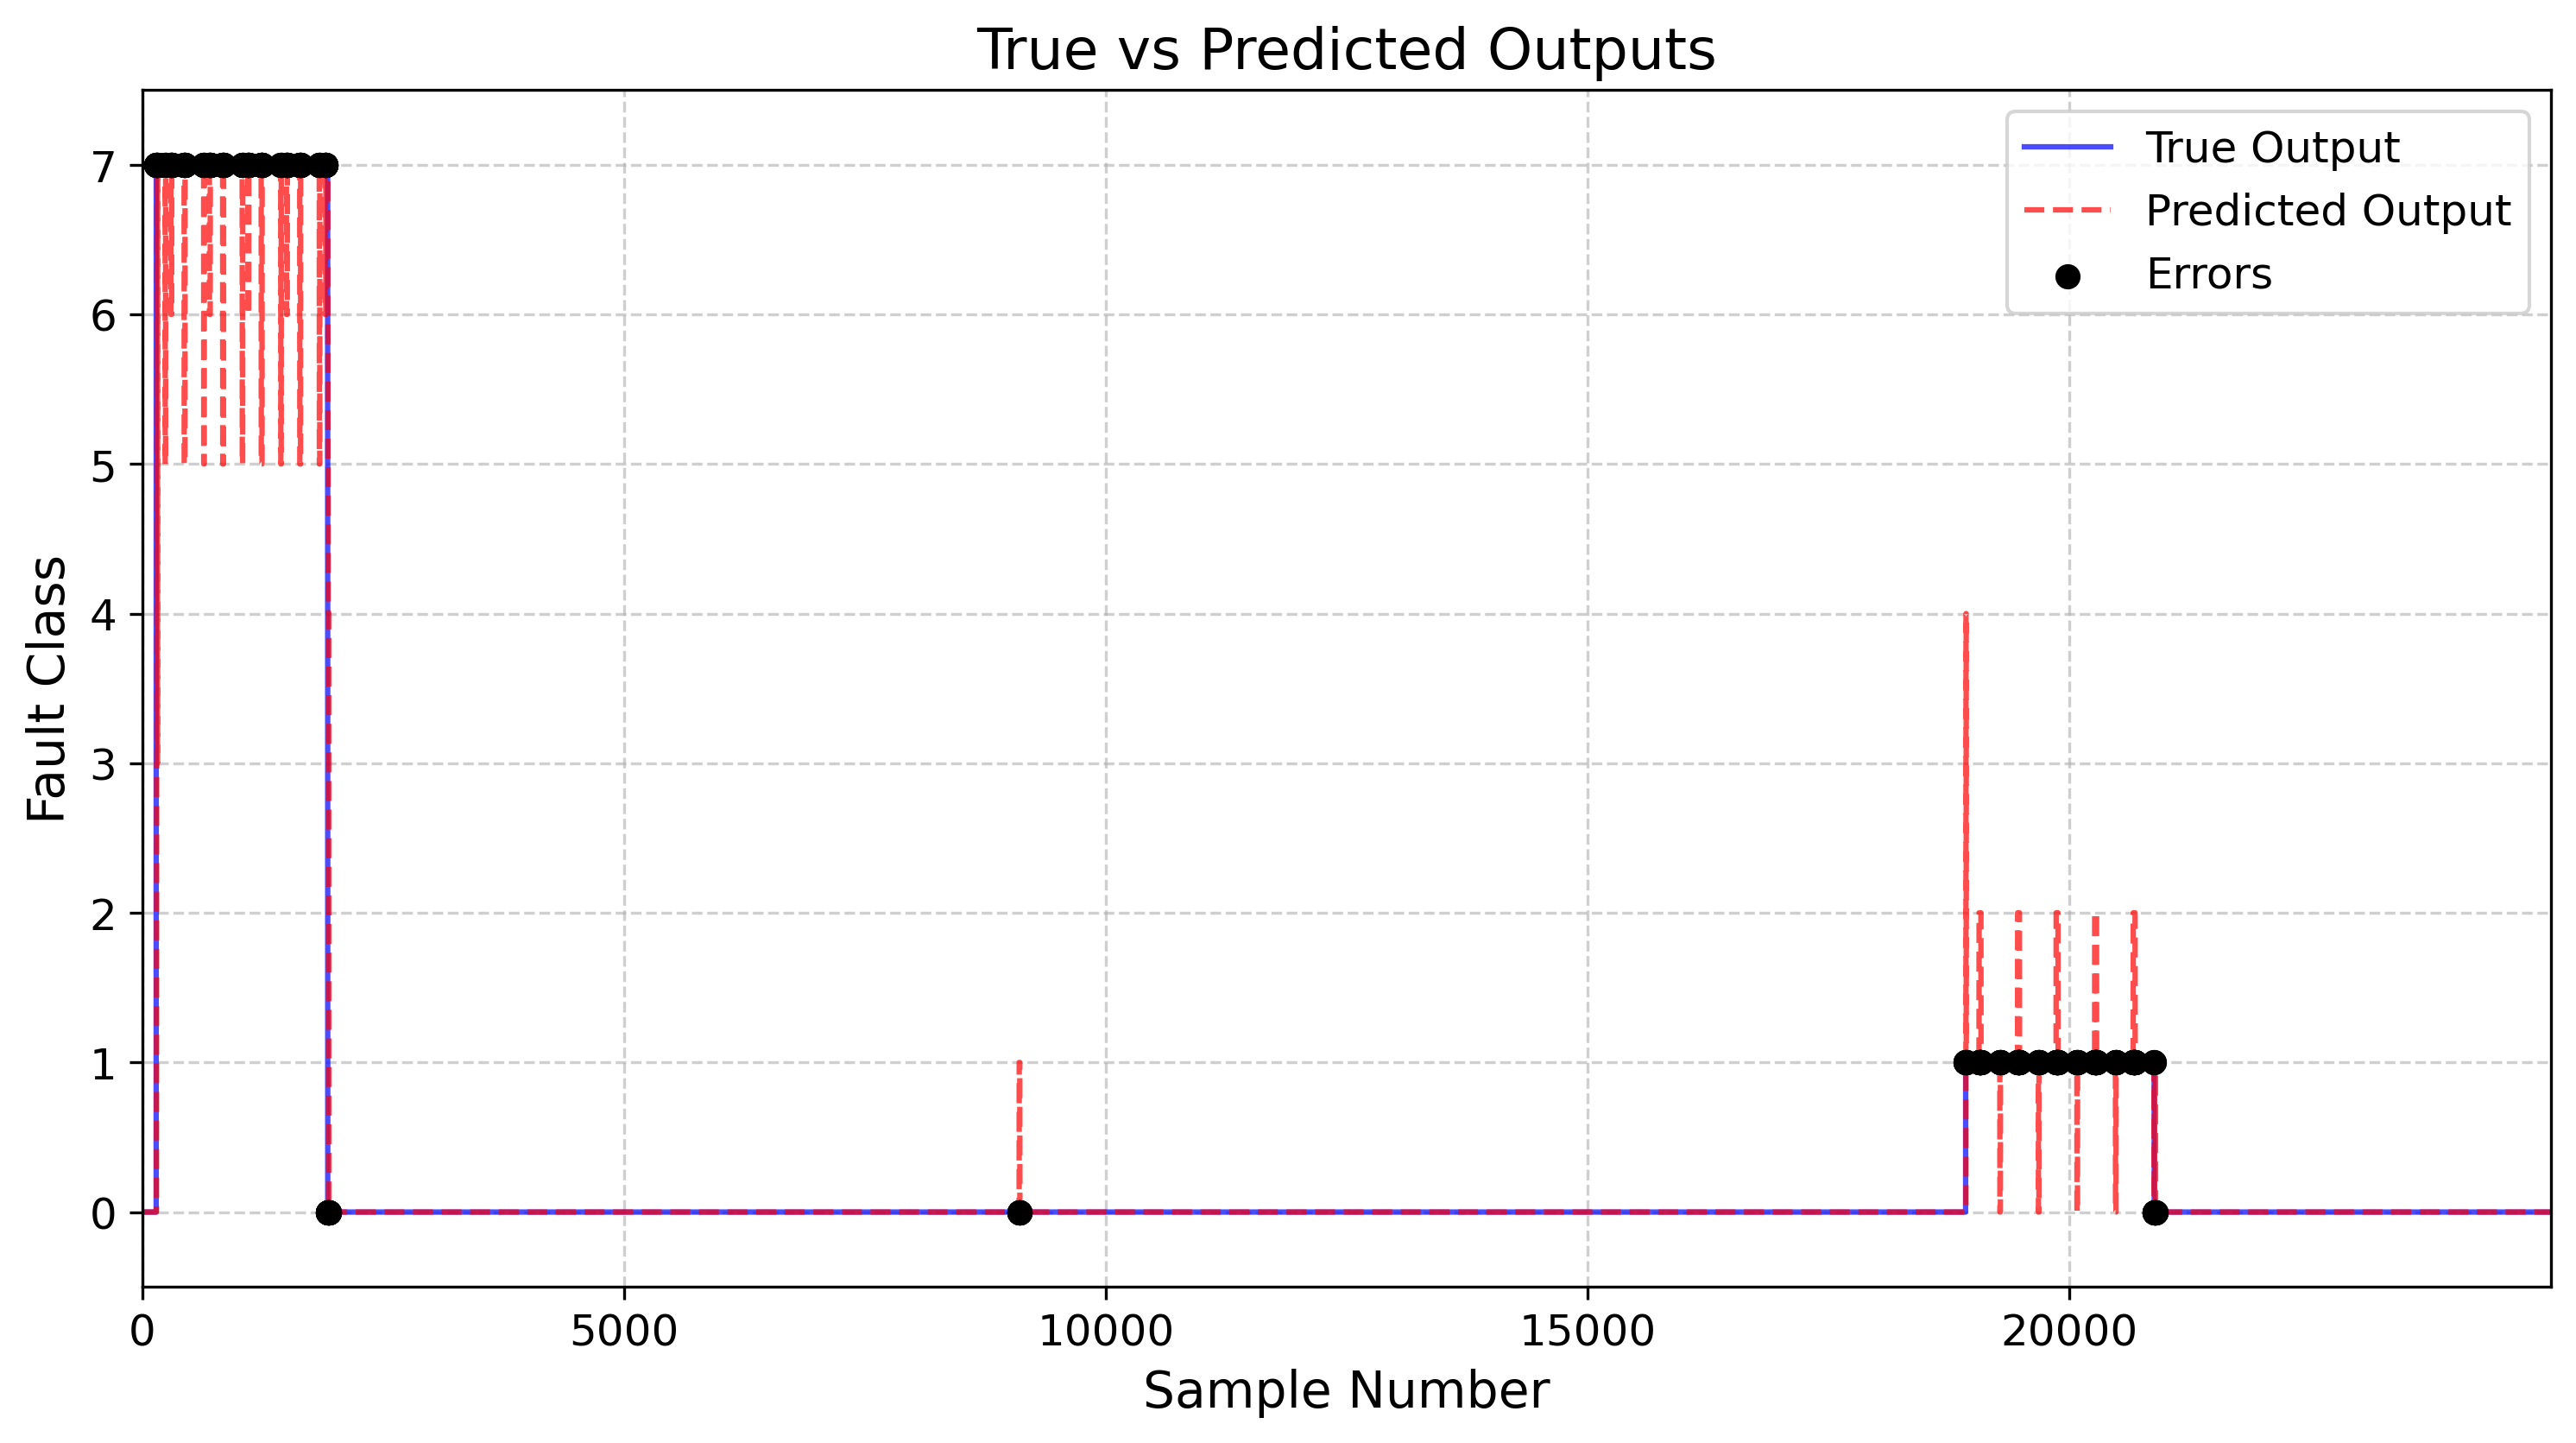 True vs Predicted Outputs
True Output
Predicted Output
Errors
Fault Class
7
6
5
4
3
2
1
0
0 5000 10000 15000 20000
Sample Number